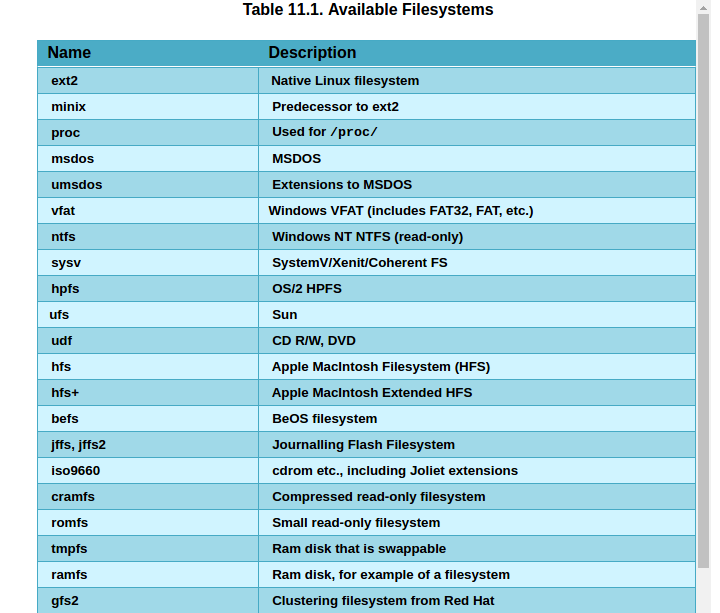 Table 11.1. Available Filesystems
Name Description
ext2 Native Linux filesystem
minix Predecessor to ext2
proc Used for /proc/
msdos MSDOS
umsdos Extensions to MSDOS
vfat Windows VFAT (includes FAT32, FAT, etc.)
ntfs Windows NT NTFS (read-only)
sysv SystemV/Xenit/Coherent FS
hpfs OS/2 HPFS
ufs Sun
udf CD R/W, DVD
hfs Apple MacIntosh Filesystem (HFS)
hfs+ Apple MacIntosh Extended HFS
befs BeOS filesystem
jffs, jffs2 Journalling Flash Filesystem
iso9660 cdrom etc., including Joliet extensions
cramfs Compressed read-only filesystem
romfs Small read-only filesystem
tmpfs Ram disk that is swappable
ramfs Ram disk, for example of a filesystem
gfs2 Clustering filesystem from Red Hat